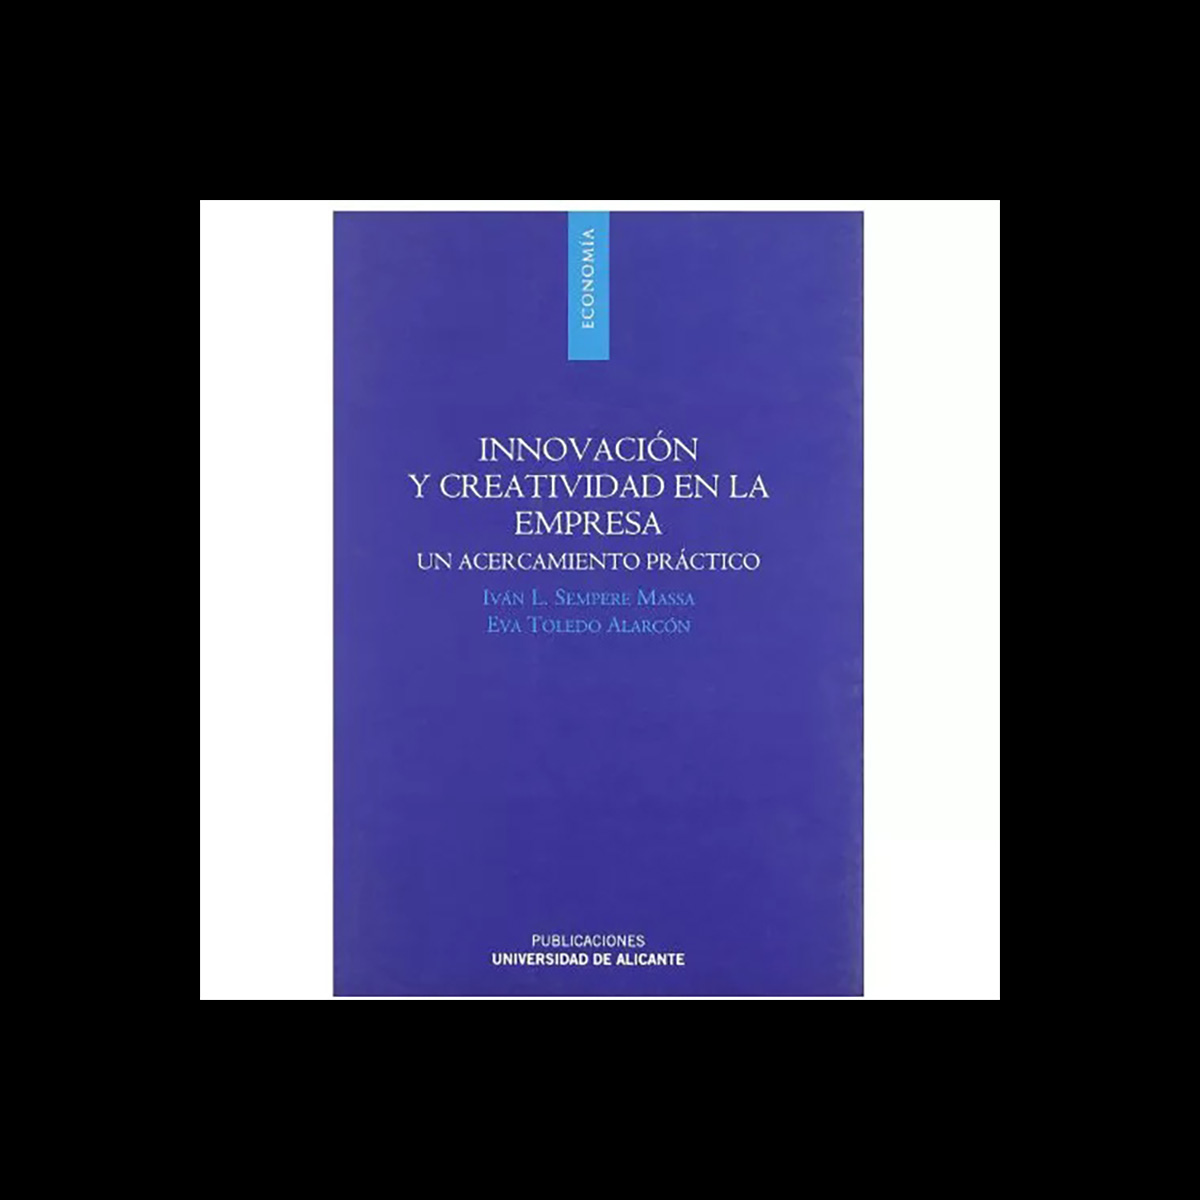 ECONOMÍA
INNOVACIÓN
Y CREATIVIDAD EN LA
EMPRESA
UN ACERCAMIENTO PRÁCTICO
IVÁN L. SEMPERE MASSA
EVA TOLEDO ALARCÓN
PUBLICACIONES
UNIVERSIDAD DE ALICANTE